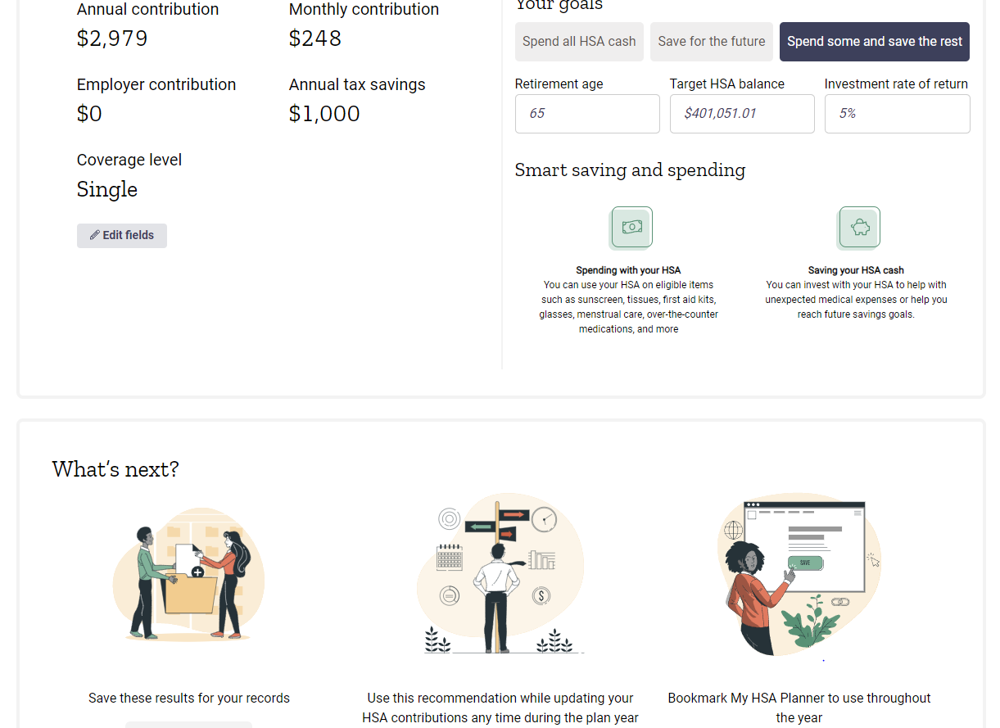 Annual contribution
Monthly contribution
$2,979
$248
Employer contribution
Annual tax savings
$0
$1,000
Coverage level
Single
Edit fields
Your goals
Spend all HSA cash
Save for the future
Spend some and save the rest
Retirement age
Target HSA balance
Investment rate of return
65
$401,051.01
5%
Smart saving and spending
Spending with your HSA
You can use your HSA on eligible items
such as sunscreen, tissues, first aid kits,
glasses, menstrual care, over-the-counter
medications, and more
Saving your HSA cash
You can invest with your HSA to help with
unexpected medical expenses or help you
reach future savings goals.
What's next?
$
SAVE
Save these results for your records
Use this recommendation while updating your
HSA contributions any time during the plan year
Bookmark My HSA Planner to use throughout
the year